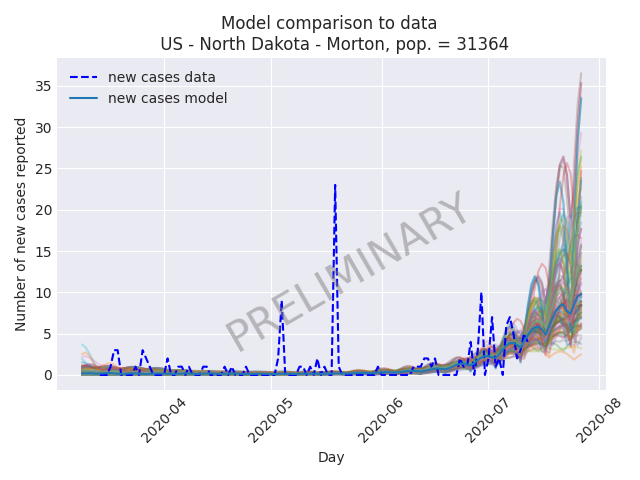 Model comparison to data
US - North Dakota - Morton, pop. = 31364
new cases data
new cases model
PRELIMINARY
Number of new cases reported
35
30
25
20
15
10
5
0
2020-04
2020-05
2020-06
2020-07
2020-08
Day